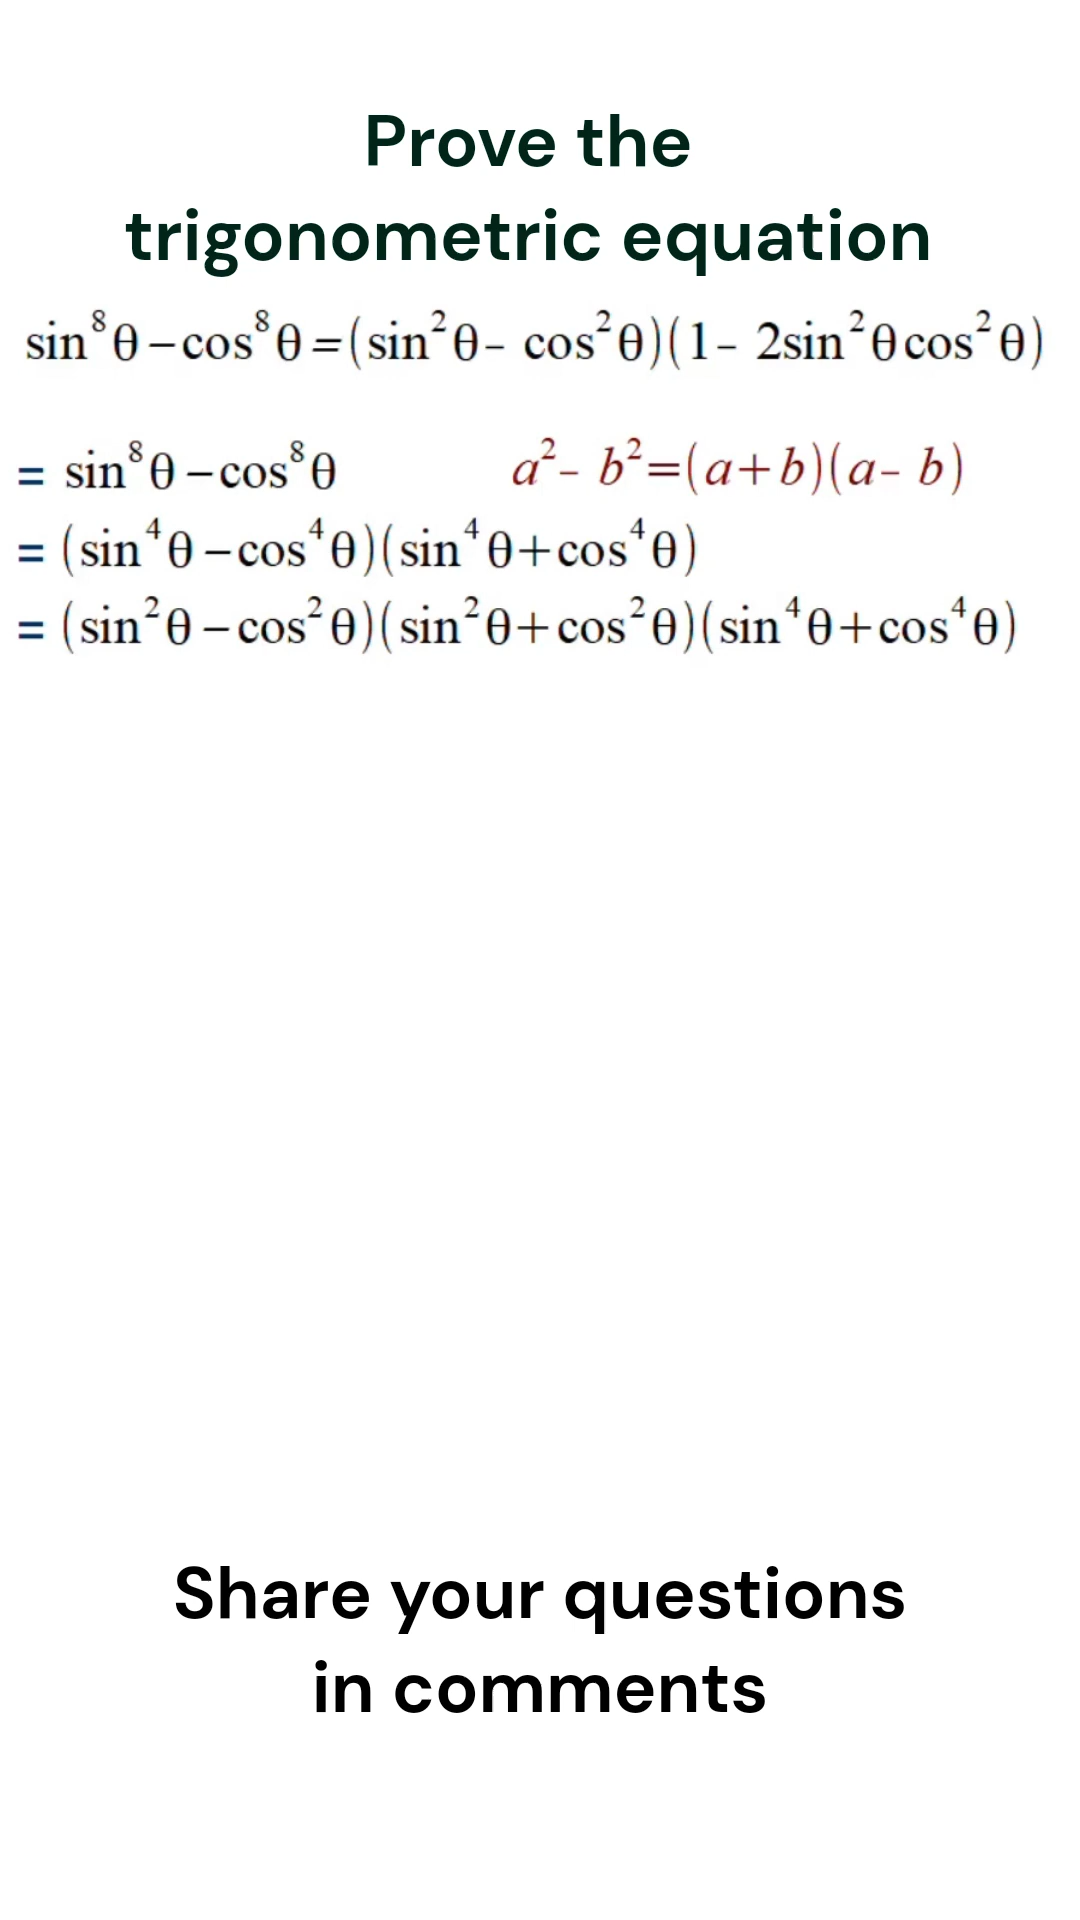 Prove the
trigonometric equation
sin⁸θ−cos⁸θ=(sin²θ- cos²θ)(1- 2sin²θcos²θ)
= sin⁸θ−cos⁸θ a²- b²=(a+b)(a- b)
= (sin⁴θ−cos⁴θ)(sin⁴θ+cos⁴θ)
= (sin²θ−cos²θ)(sin²θ+cos²θ)(sin⁴θ+cos⁴θ)
Share your questions
in comments